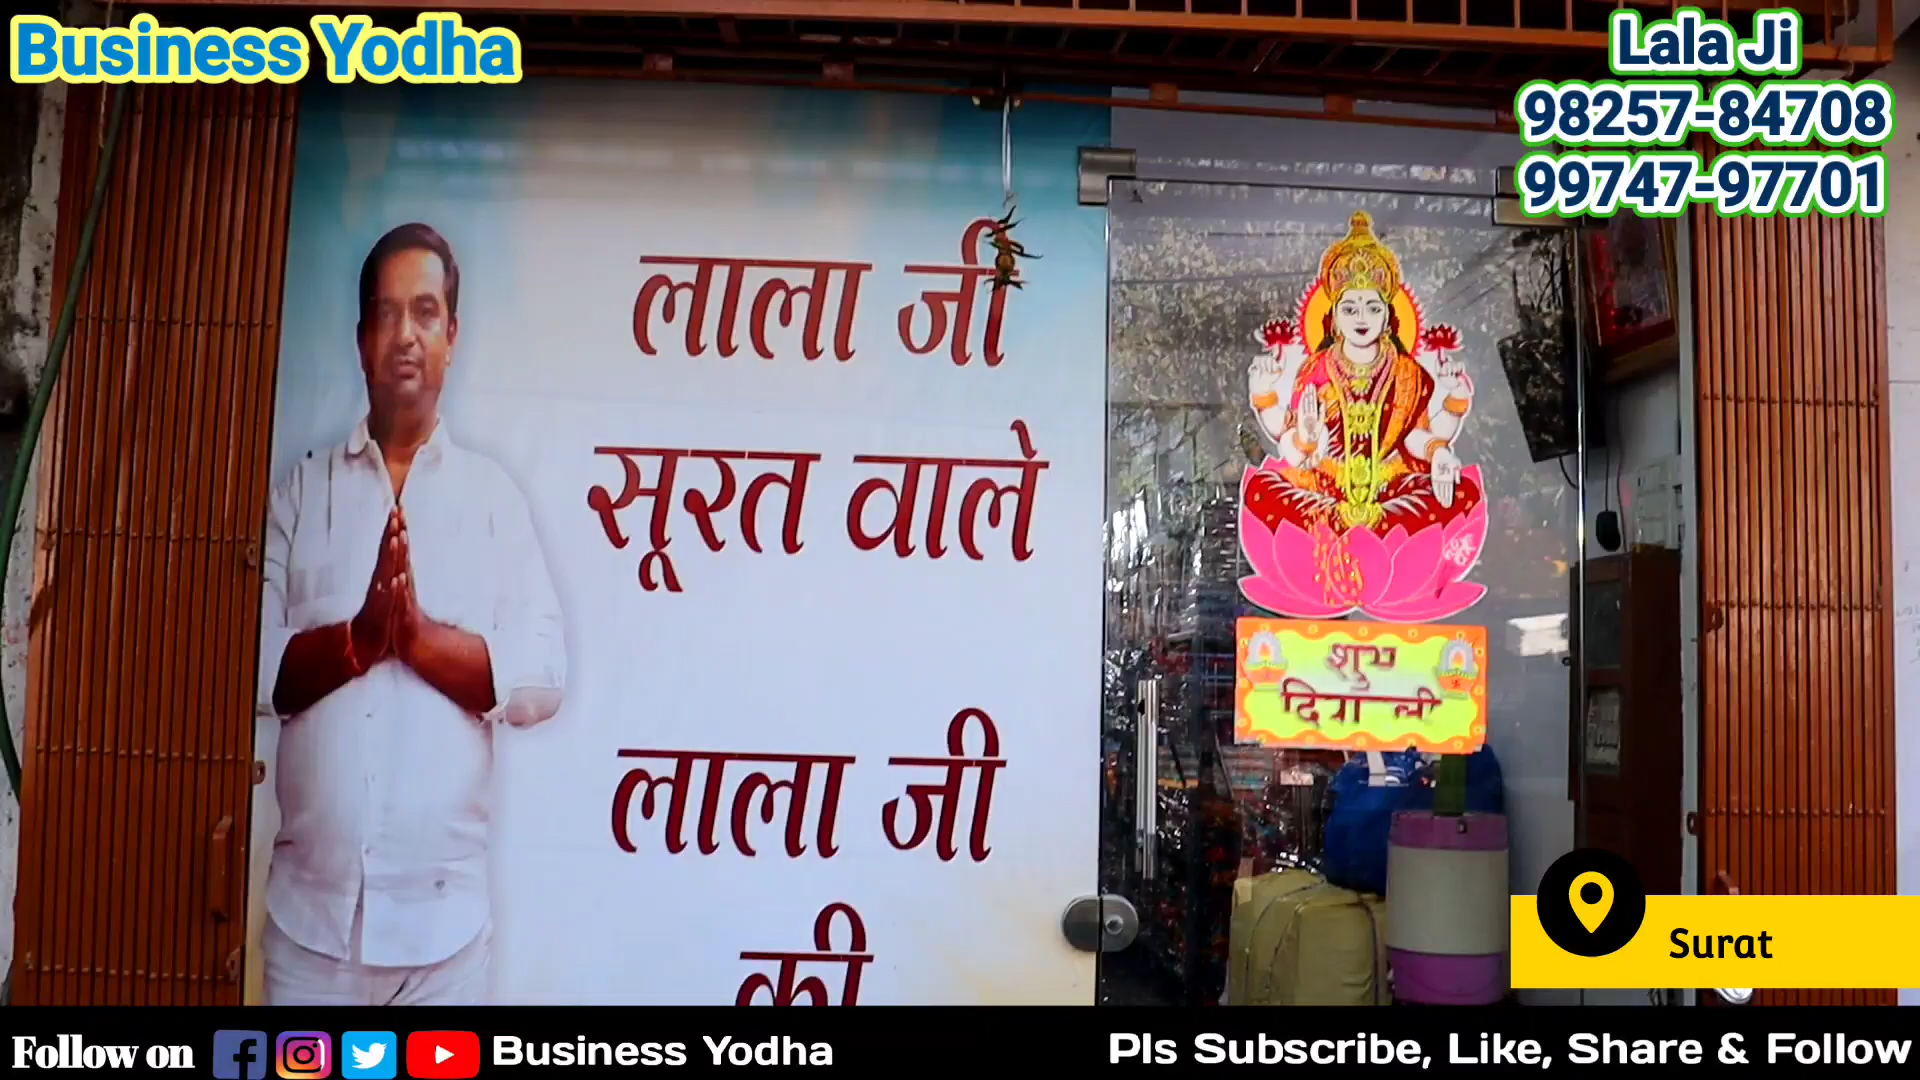 Business Yodha
Lala Ji
98257-84708
99747-97701
लाला जी
सूरत वाले
लाला जी
की
शुभ
Surat
Follow on
Business Yodha
Pls Subscribe, Like, Share & Follow